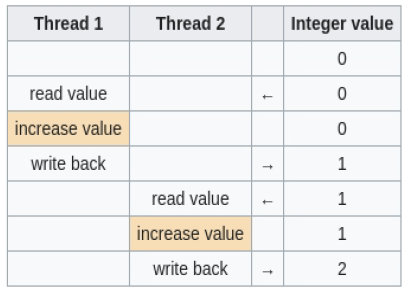 Thread 1 Thread 2 Integer value
0
read value ← 0
increase value 0
write back → 1
read value ← 1
increase value 1
write back → 2